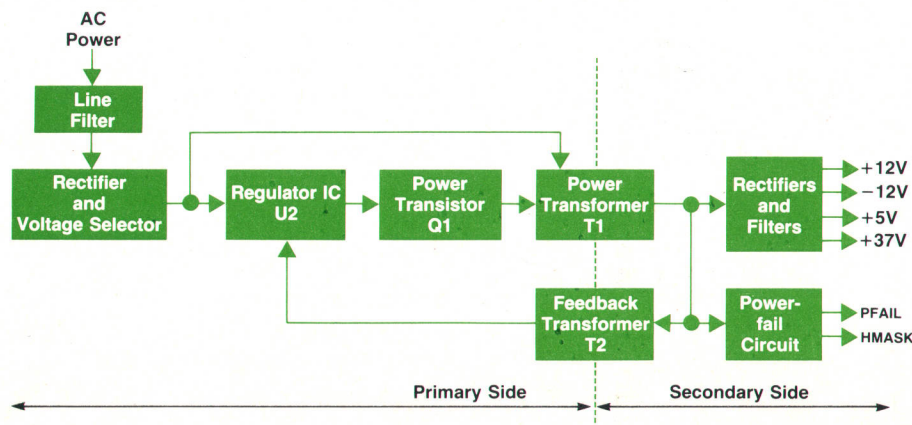 AC
Power
Line
Filter
Rectifier
and
Voltage Selector
Regulator IC
U2
Power
Transistor
Q1
Power
Transformer
T1
Rectifiers
and
Filters
+12V
−12V
+5V
+37V
Feedback
Transformer
T2
Power-
fail
Circuit
PFAIL
HMASK
Primary Side
Secondary Side